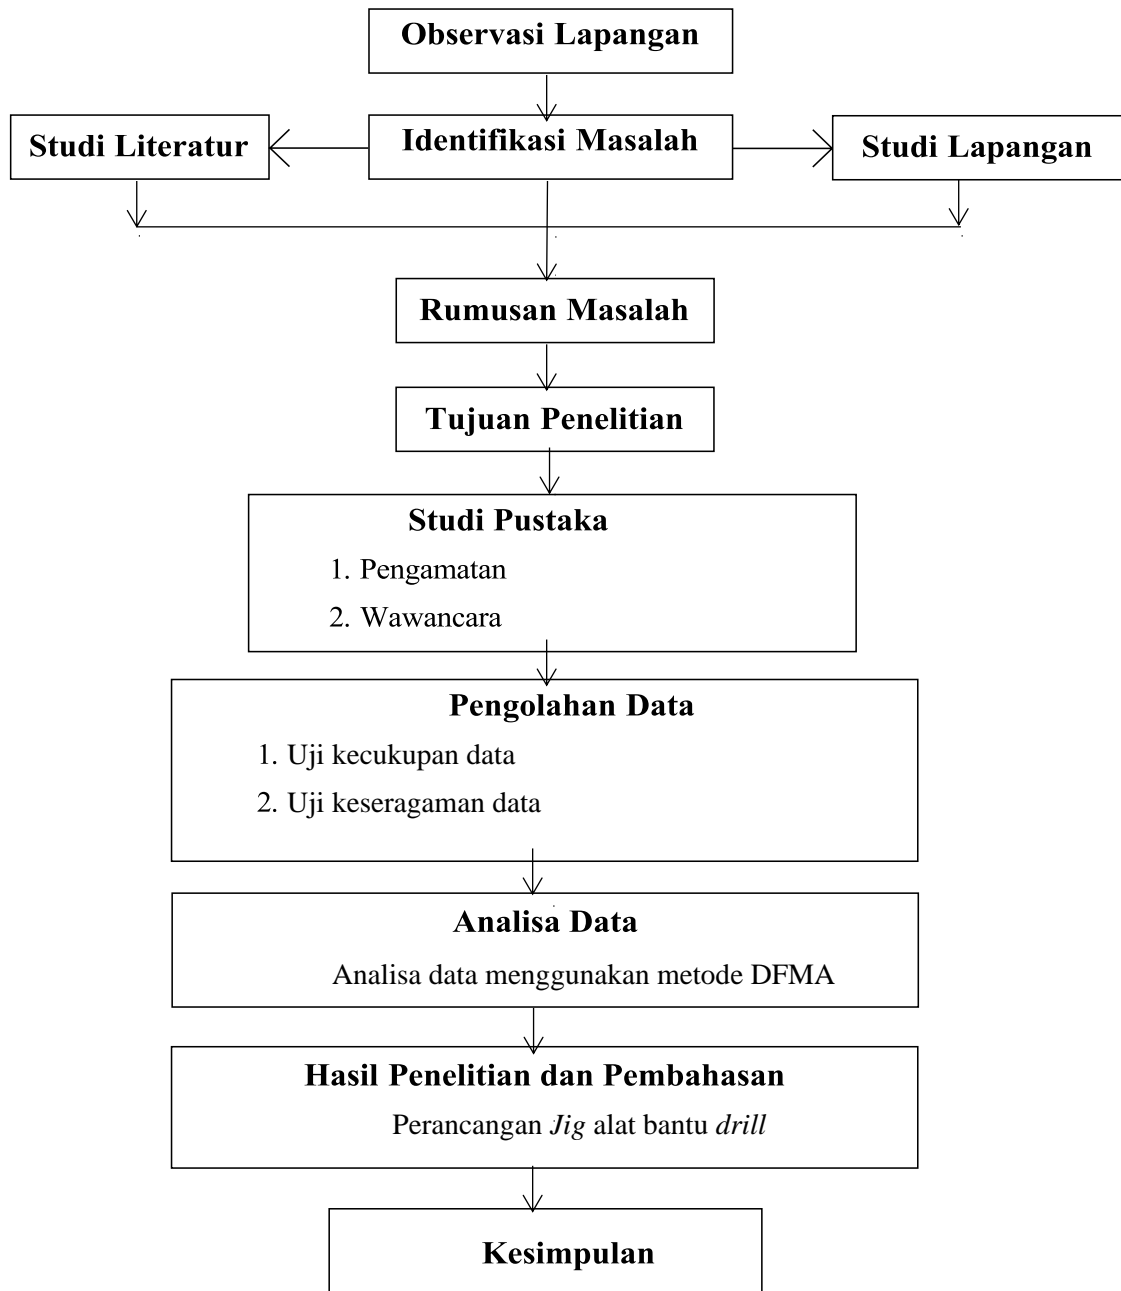 Observasi Lapangan
Studi Literatur
Identifikasi Masalah
Studi Lapangan
Rumusan Masalah
Tujuan Penelitian
Studi Pustaka
1. Pengamatan
2. Wawancara
Pengolahan Data
1. Uji kecukupan data
2. Uji keseragaman data
Analisa Data
Analisa data menggunakan metode DFMA
Hasil Penelitian dan Pembahasan
Perancangan Jig alat bantu drill
Kesimpulan